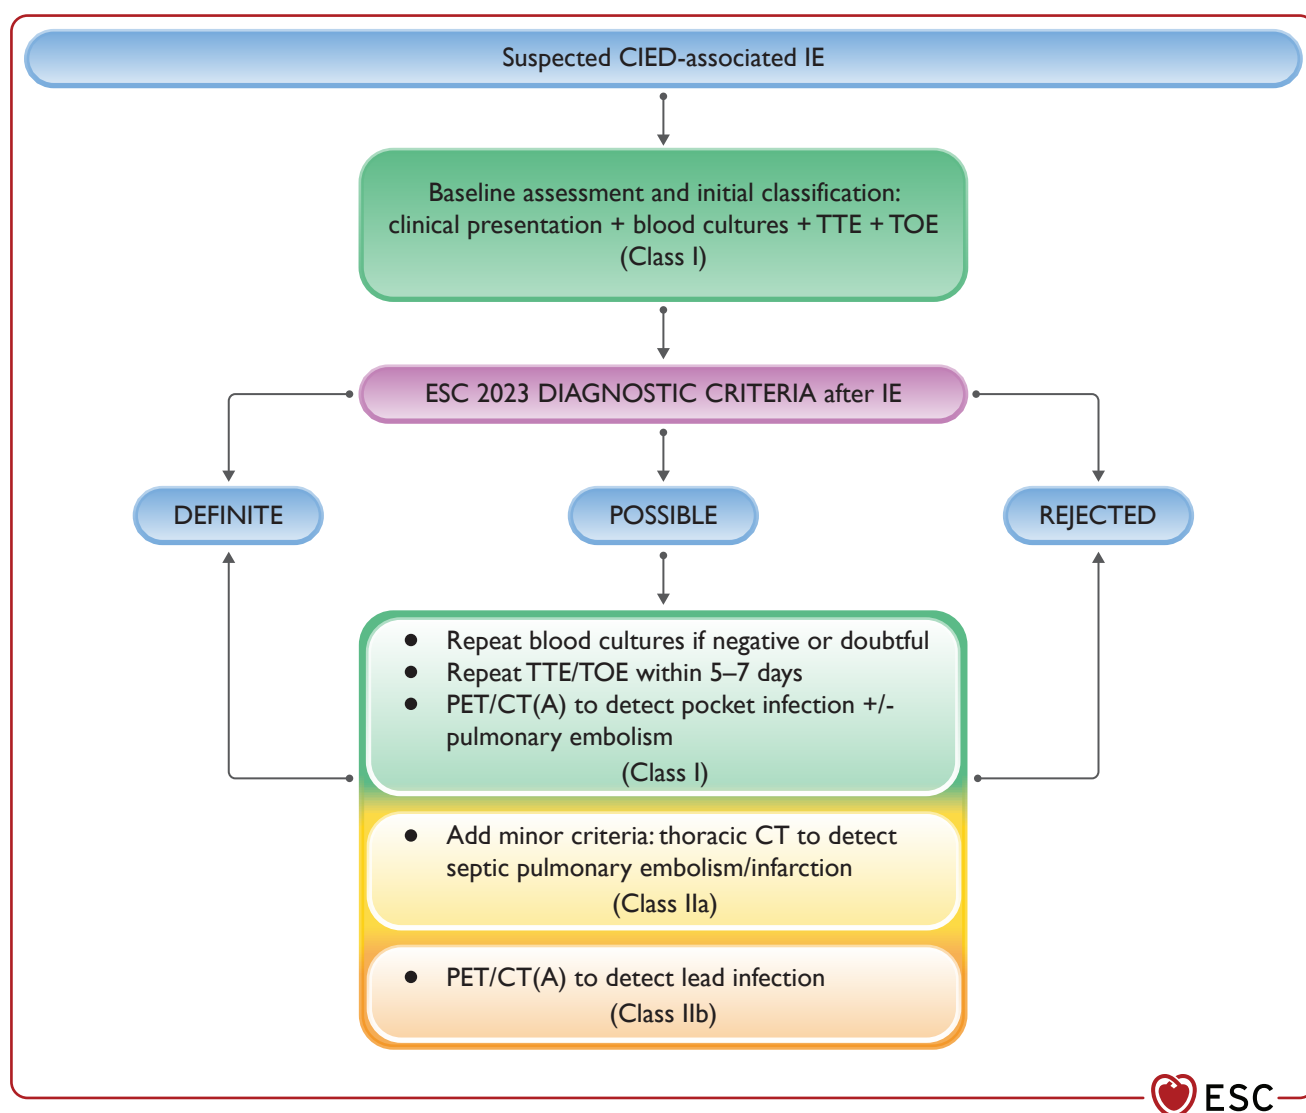 Suspected CIED-associated IE
Baseline assessment and initial classification:
clinical presentation + blood cultures + TTE + TOE
(Class I)
ESC 2023 DIAGNOSTIC CRITERIA after IE
DEFINITE
POSSIBLE
REJECTED
● Repeat blood cultures if negative or doubtful
● Repeat TTE/TOE within 5–7 days
● PET/CT(A) to detect pocket infection +/-
pulmonary embolism
(Class I)
● Add minor criteria: thoracic CT to detect
septic pulmonary embolism/infarction
(Class IIa)
● PET/CT(A) to detect lead infection
(Class IIb)
ESC